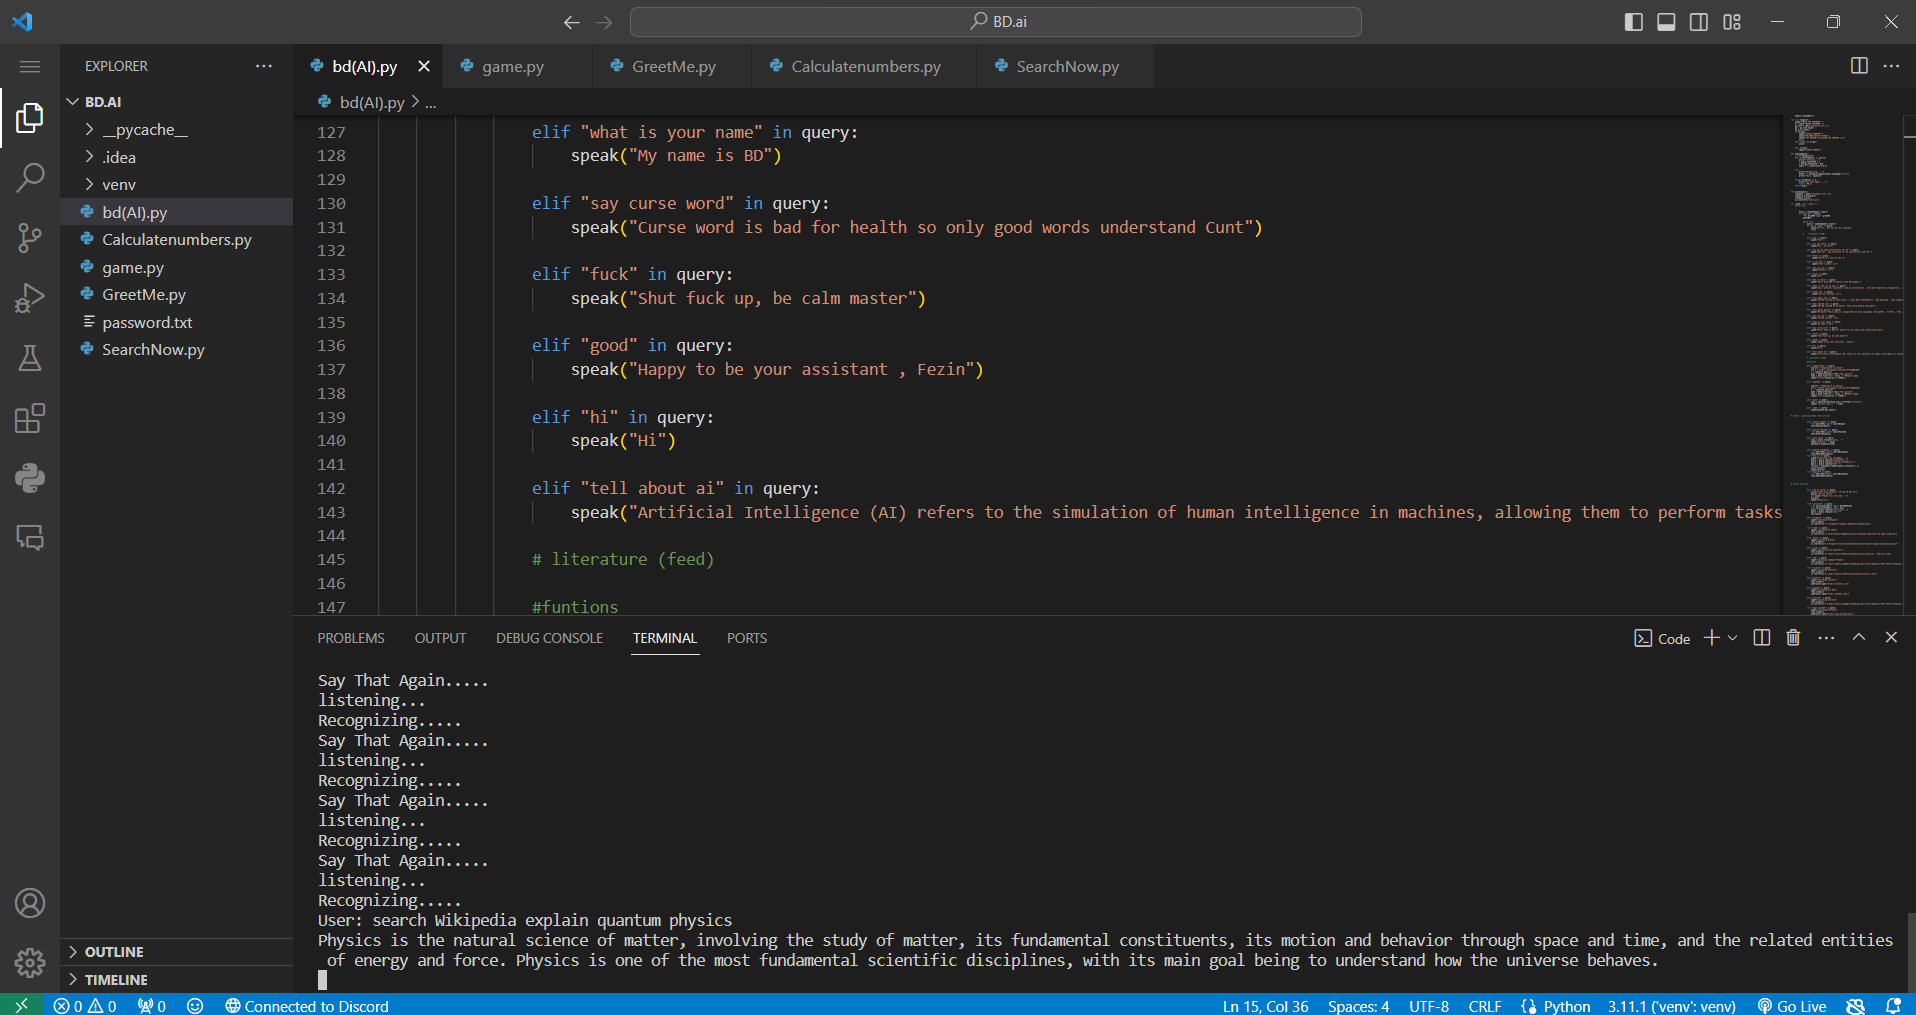 BD.ai
EXPLORER
BD.AI
__pycache__
.idea
venv
bd(AI).py
Calculatenumbers.py
game.py
GreetMe.py
password.txt
SearchNow.py
OUTLINE
TIMELINE
bd(AI).py game.py GreetMe.py Calculatenumbers.py SearchNow.py
bd(AI).py > ...
127 elif "what is your name" in query:
128 speak("My name is BD")
129
130 elif "say curse word" in query:
131 speak("Curse word is bad for health so only good words understand Cunt")
132
133 elif "fuck" in query:
134 speak("Shut fuck up, be calm master")
135
136 elif "good" in query:
137 speak("Happy to be your assistant , Fezin")
138
139 elif "hi" in query:
140 speak("Hi")
141
142 elif "tell about ai" in query:
143 speak("Artificial Intelligence (AI) refers to the simulation of human intelligence in machines, allowing them to perform tasks
144
145 # literature (feed)
146
147 #funtions
PROBLEMS OUTPUT DEBUG CONSOLE TERMINAL PORTS
Code
Say That Again.....
listening...
Recognizing.....
Say That Again.....
listening...
Recognizing.....
Say That Again.....
listening...
Recognizing.....
Say That Again.....
listening...
Recognizing.....
User: search Wikipedia explain quantum physics
Physics is the natural science of matter, involving the study of matter, its fundamental constituents, its motion and behavior through space and time, and the related entities
of energy and force. Physics is one of the most fundamental scientific disciplines, with its main goal being to understand how the universe behaves.
0 0 0 Connected to Discord Ln 15, Col 36 Spaces: 4 UTF-8 CRLF Python 3.11.1 ('venv': venv) Go Live